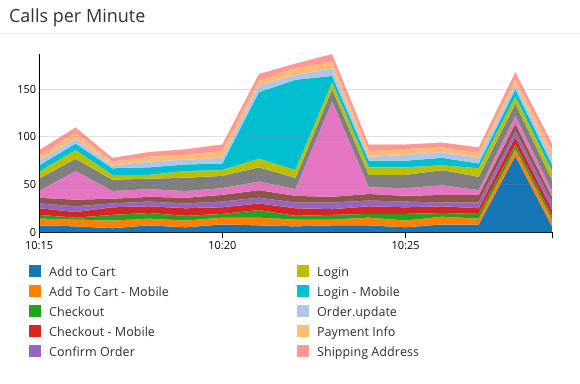 Calls per Minute
150
100
50
0
10:15
10:20
10:25
Add to Cart
Login
Add To Cart - Mobile
Login - Mobile
Checkout
Order.update
Checkout - Mobile
Payment Info
Confirm Order
Shipping Address